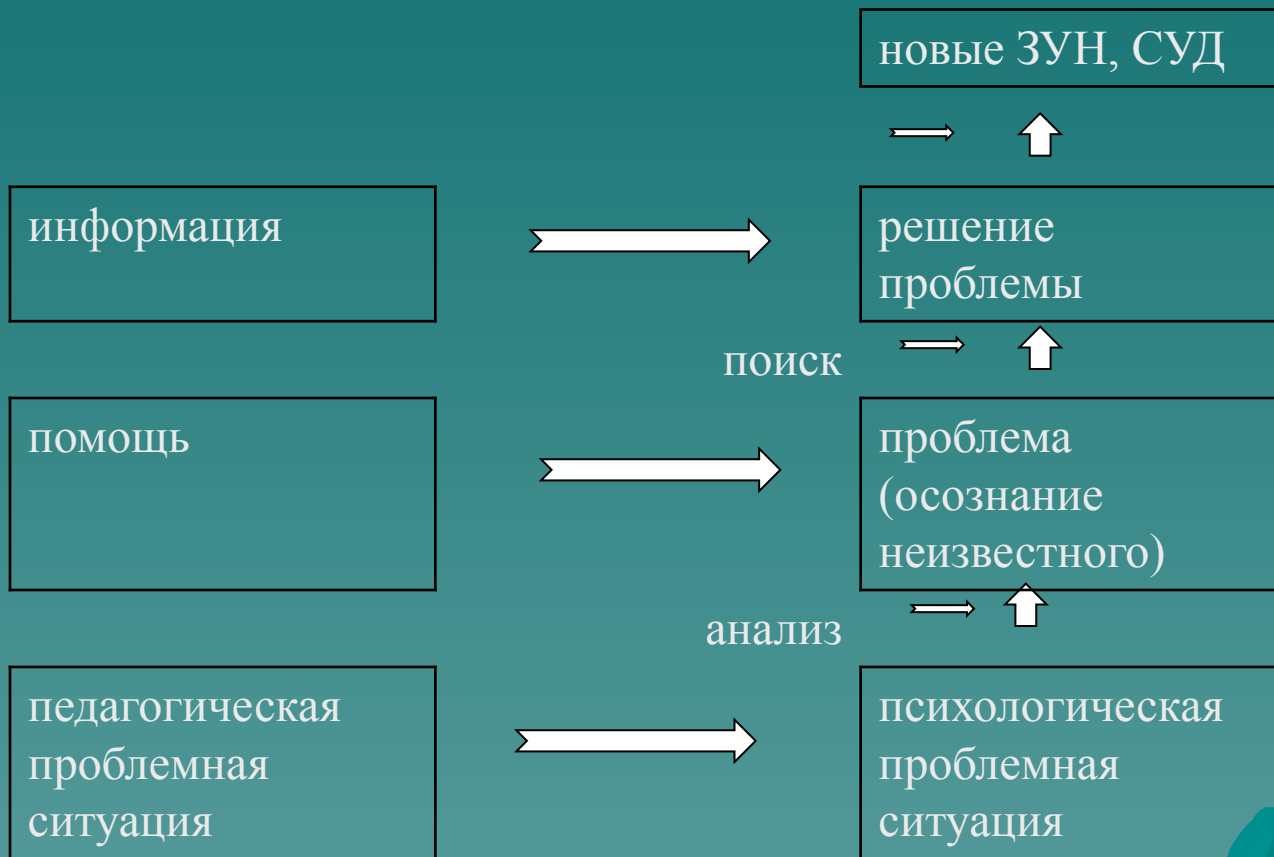 новые ЗУН, СУД
информация
решение
проблемы
поиск
помощь
проблема
(осознание
неизвестного)
анализ
педагогическая
проблемная
ситуация
психологическая
проблемная
ситуация